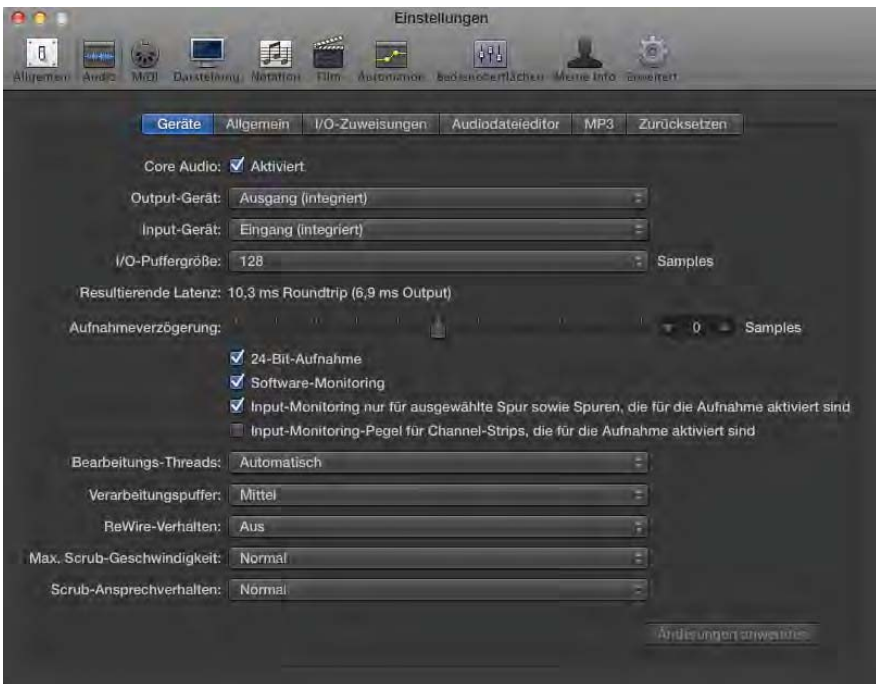 Einstellungen
Allgemein Audio MIDI Darstellung Notation Film Automation Bedienoberflächen Meine Info Erweitert
Geräte Allgemein I/O-Zuweisungen Audiodateieditor MP3 Zurücksetzen
Core Audio: Aktiviert
Output-Gerät: Ausgang (integriert)
Input-Gerät: Eingang (integriert)
I/O-Puffergröße: 128 Samples
Resultierende Latenz: 10,3 ms Roundtrip (6,9 ms Output)
Aufnahmeverzögerung: 0 Samples
24-Bit-Aufnahme
Software-Monitoring
Input-Monitoring nur für ausgewählte Spur sowie Spuren, die für die Aufnahme aktiviert sind
Input-Monitoring-Pegel für Channel-Strips, die für die Aufnahme aktiviert sind
Bearbeitungs-Threads: Automatisch
Verarbeitungspuffer: Mittel
ReWire-Verhalten: Aus
Max. Scrub-Geschwindigkeit: Normal
Scrub-Ansprechverhalten: Normal
Änderungen anwenden